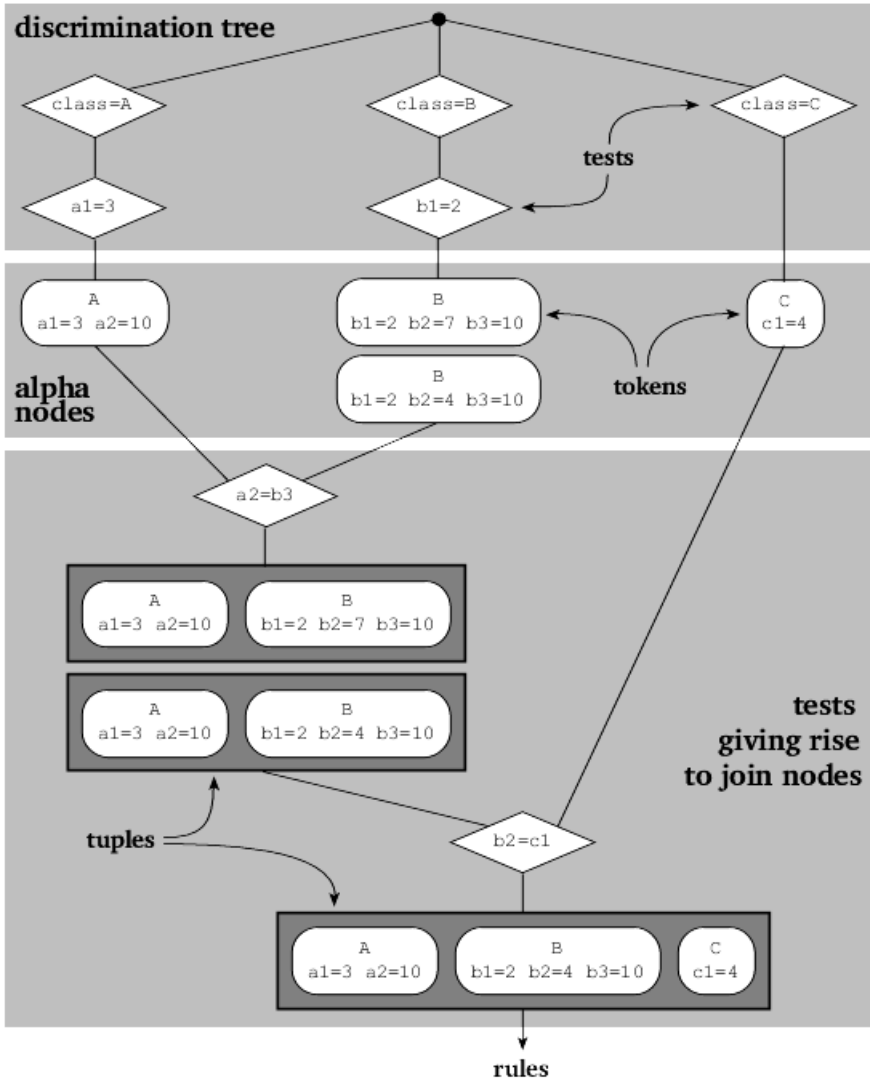 discrimination tree
class=A
class=B
class=C
tests
a1=3
b1=2
A
a1=3 a2=10
B
b1=2 b2=7 b3=10
C
c1=4
B
b1=2 b2=4 b3=10
tokens
alpha
nodes
a2=b3
A
a1=3 a2=10
B
b1=2 b2=7 b3=10
A
a1=3 a2=10
B
b1=2 b2=4 b3=10
tests
giving rise
to join nodes
tuples
b2=c1
A
a1=3 a2=10
B
b1=2 b2=4 b3=10
C
c1=4
rules